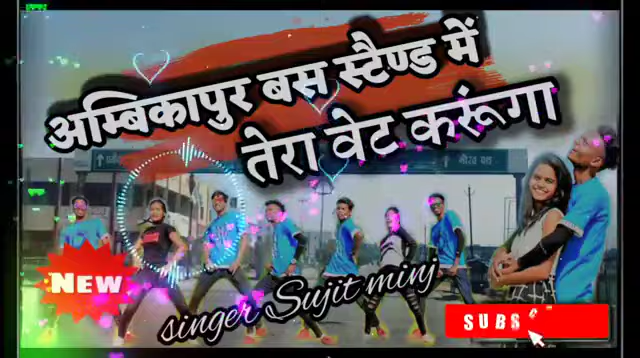 अम्बिकापुर बस स्टैण्ड में
तेरा वेट करूंगा
NEW
singer Sujit minj
SUBS